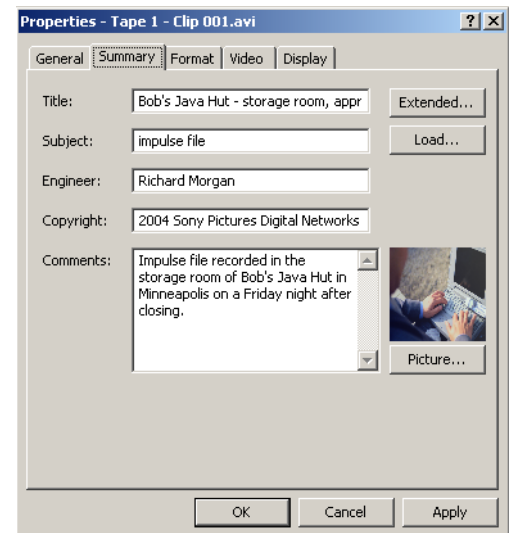 Properties - Tape 1 - Clip 001.avi
General Summary Format Video Display
Title: Bob's Java Hut - storage room, appr Extended...
Subject: impulse file Load...
Engineer: Richard Morgan
Copyright: 2004 Sony Pictures Digital Networks
Comments: Impulse file recorded in the
storage room of Bob's Java Hut in
Minneapolis on a Friday night after
closing.
Picture...
OK Cancel Apply